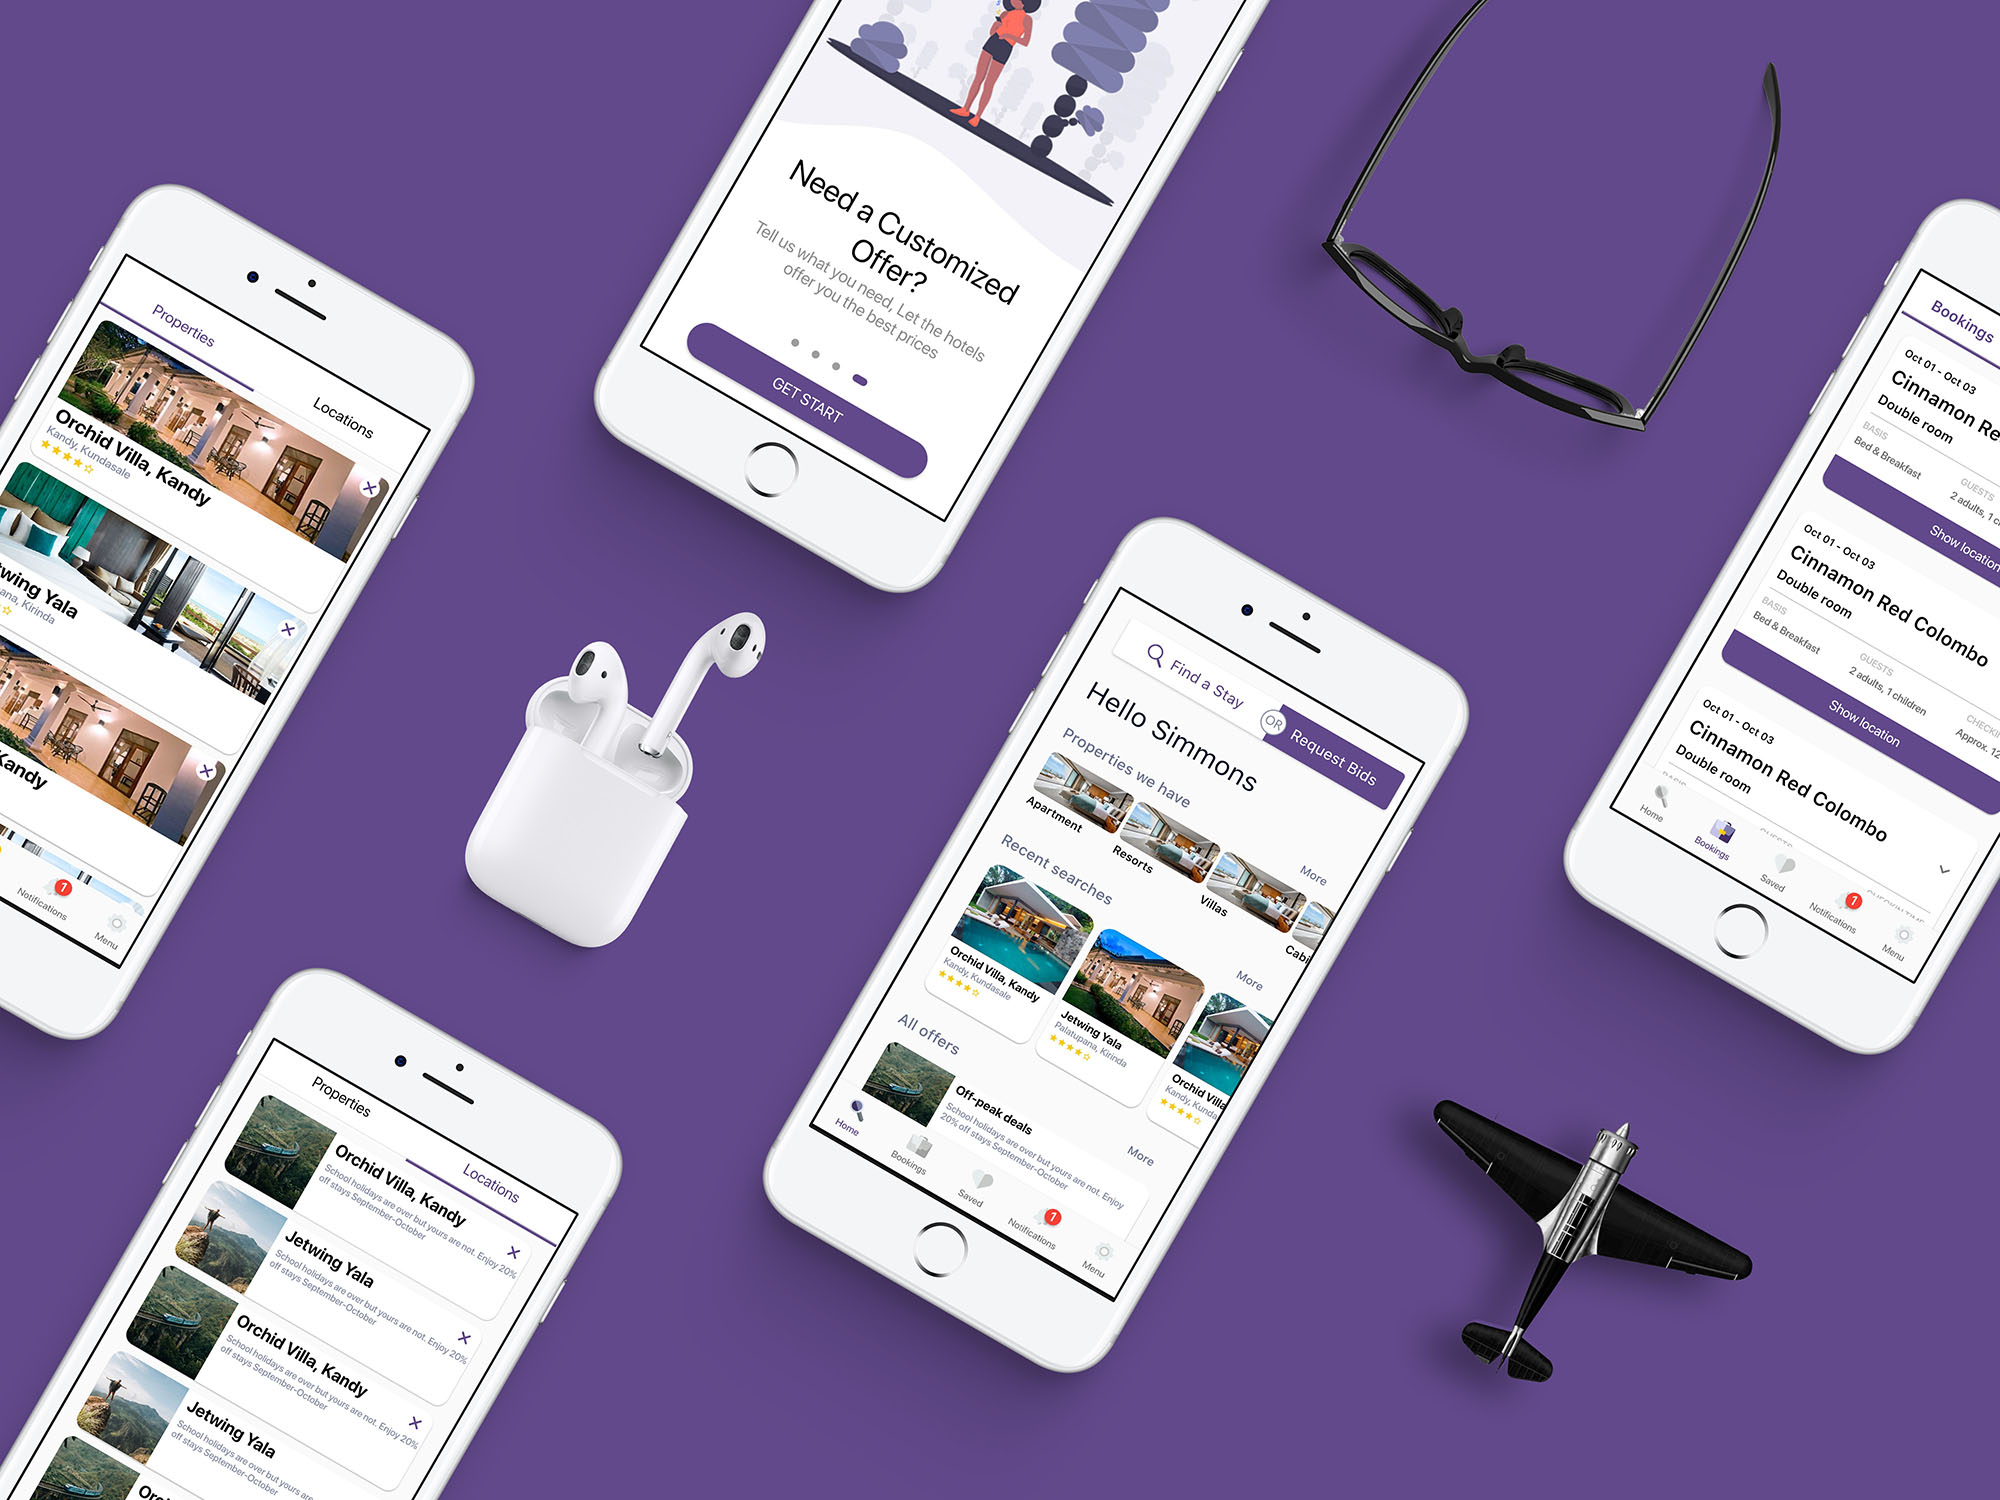 Need a Customized
Offer?
Tell us what you need, Let the hotels
offer you the best prices
GET START
Properties
Locations
Orchid Villa, Kandy
Kandy, Kundasale
Yala
Kirinda
Kandy
1
Notifications
Menu
Bookings
Oct 01 - Oct 03
Cinnamon Re
Double room
BASIS
Bed & Breakfast
GUESTS
2 adults, 1 c
Show location
Oct 01 - Oct 03
Cinnamon Red Colombo
Double room
BASIS
Bed & Breakfast
GUESTS
2 adults, 1 children
CHECKI
Approx. 12
Show location
Oct 01 - Oct 03
Cinnamon Red Colombo
Double room
Home
Bookings
Saved
1
Notifications
Menu
Find a Stay
OR
Request Bids
Hello Simmons
Properties we have
Apartment
Resorts
Villas
Cabi
More
Recent searches
Orchid Villa, Kandy
Kandy, Kundasale
Jetwing Yala
Palatupana, Kirinda
Orchid Villa
Kandy, Kunda
More
All offers
Off-peak deals
School holidays are over but yours are not. Enjoy
20% off stays September-October
More
Home
Bookings
Saved
1
Notifications
Menu
Properties
Locations
Orchid Villa, Kandy
School holidays are over but yours are not. Enjoy 20%
off stays September-October
Jetwing Yala
School holidays are over but yours are not. Enjoy 20%
off stays September-October
Orchid Villa, Kandy
School holidays are over but yours are not. Enjoy 20%
off stays September-October
Jetwing Yala
School holidays are over but yours are
off stays September-October